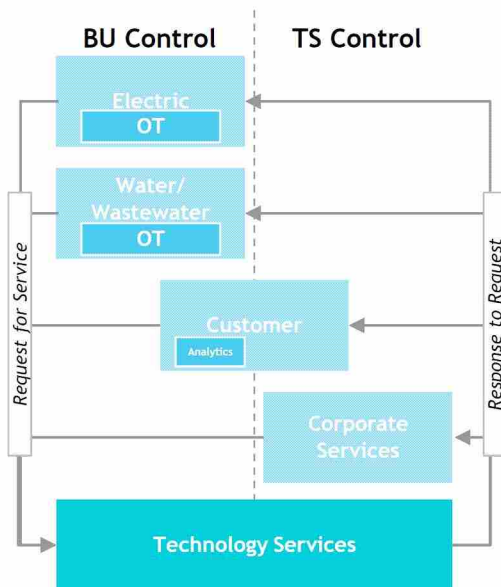 BU Control
TS Control
Electric
OT
Water/
Wastewater
OT
Customer
Analytics
Corporate
Services
Technology Services
Request for Service
Response to Request